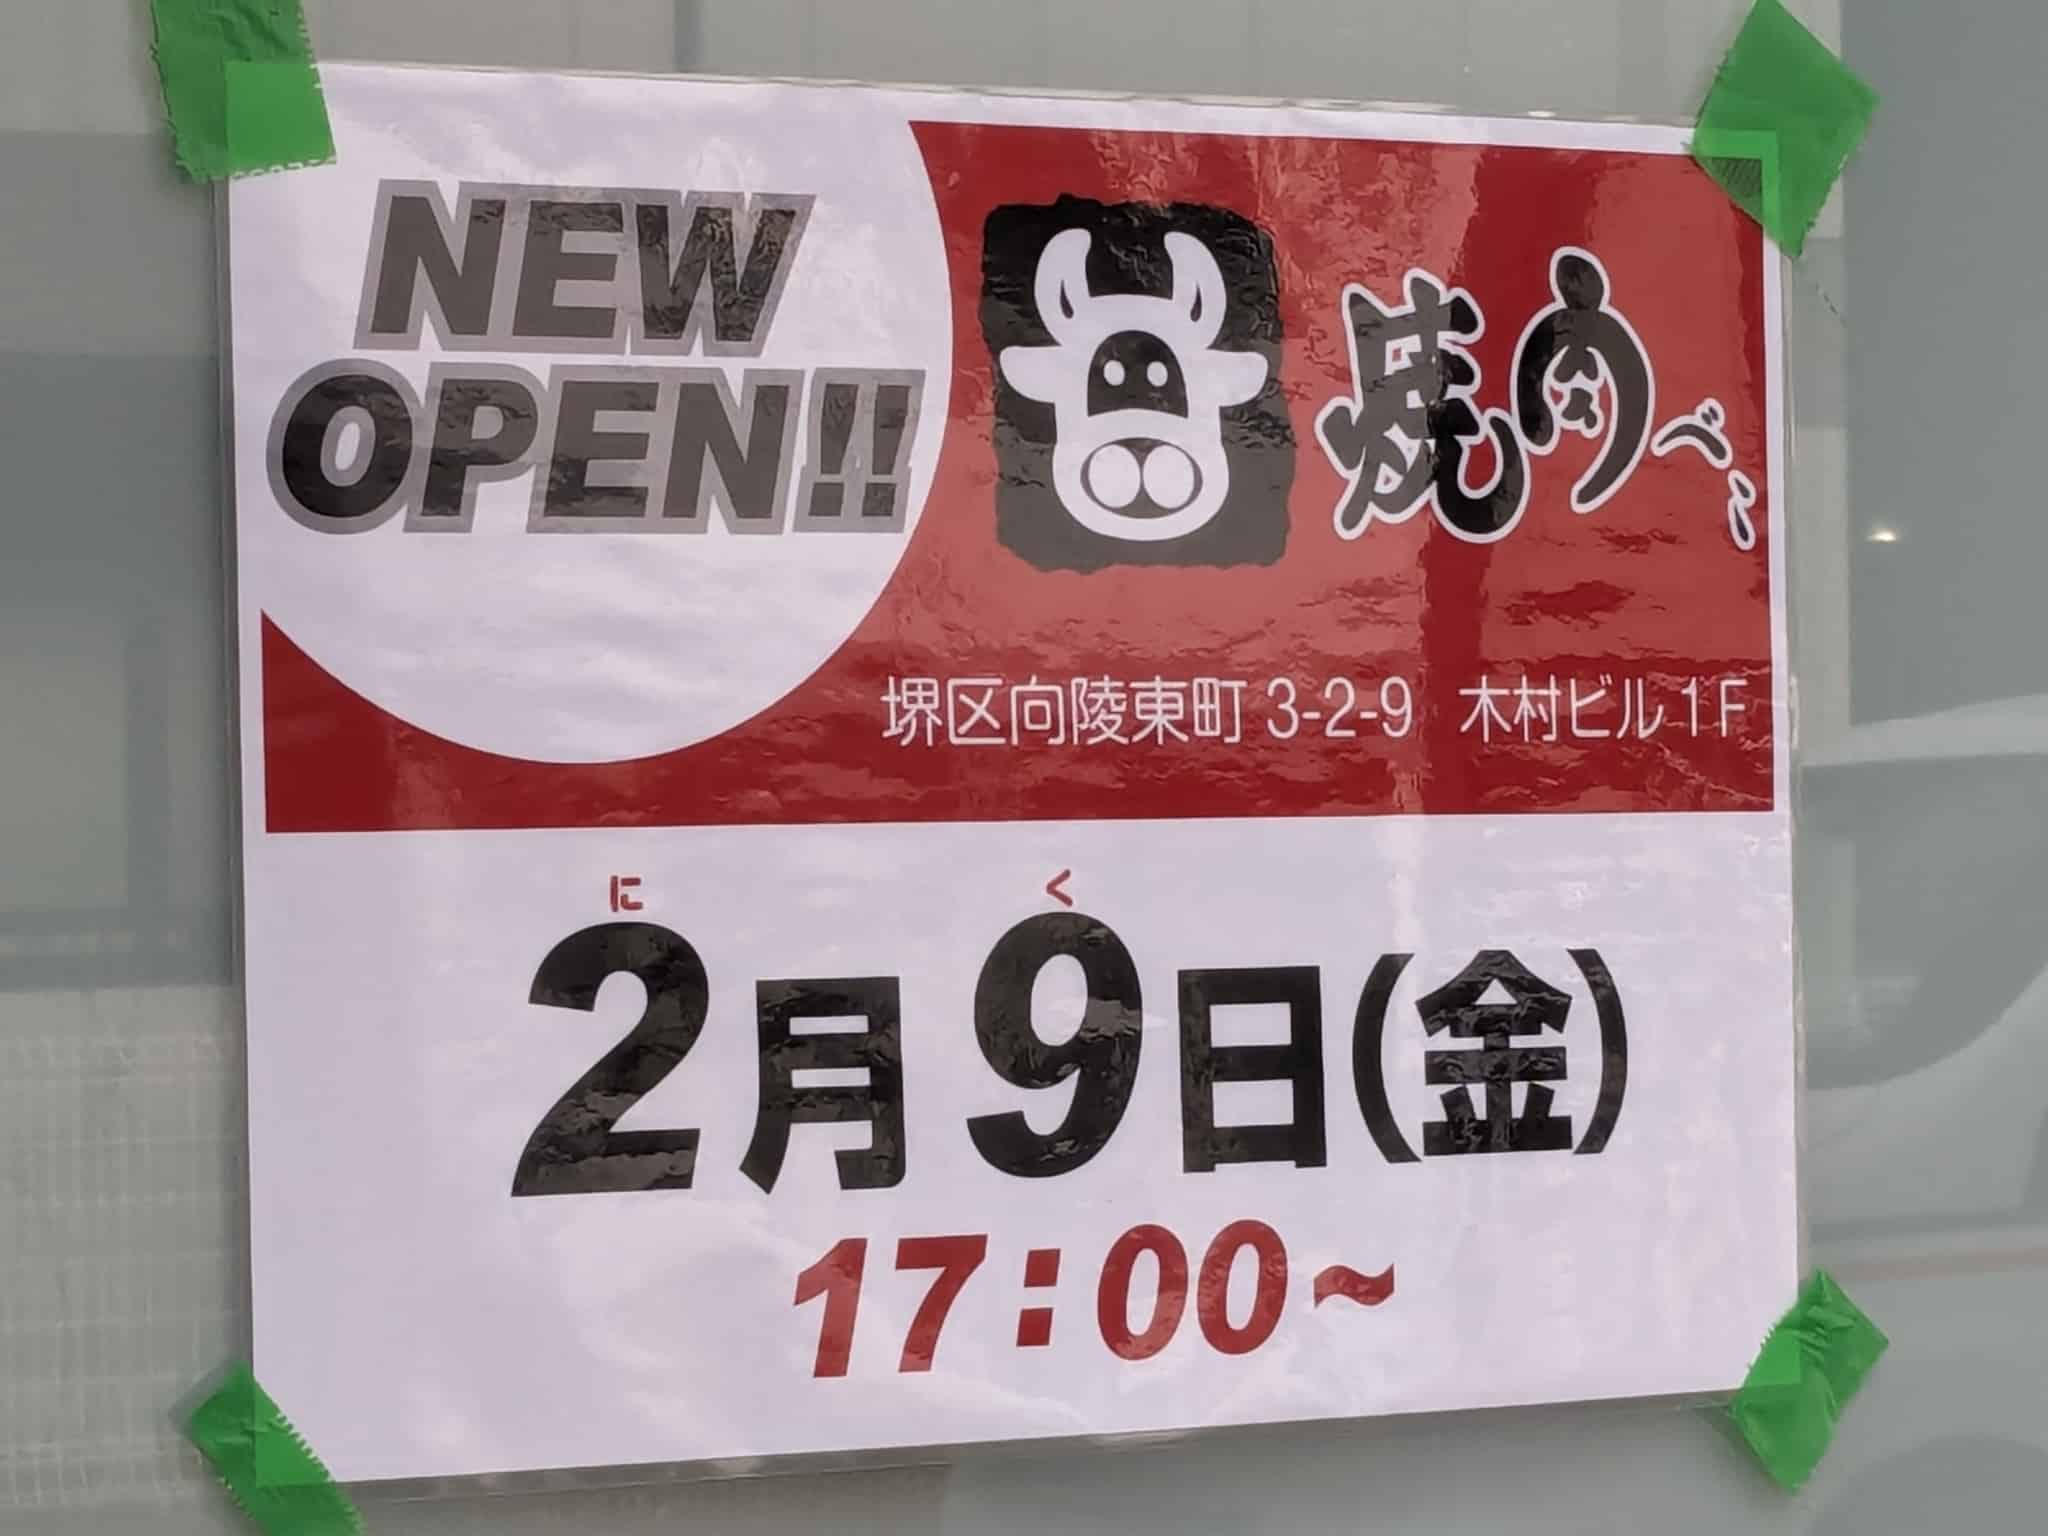 NEW
OPEN!!
焼肉べこ
堺区向陵東町3-2-9 木村ビル1F
に く
2月9日(金)
17:00~